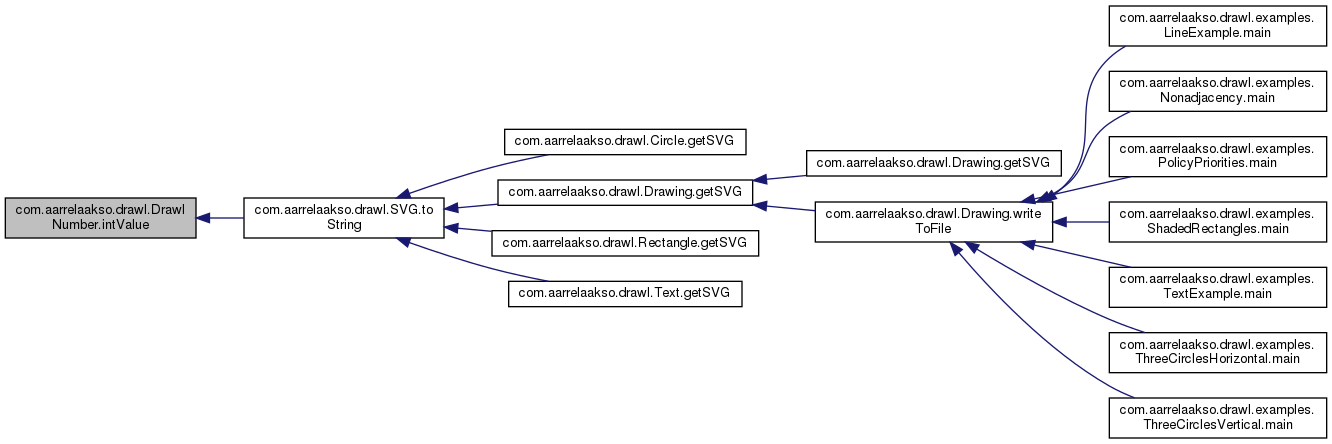 com.aarrelaakso.drawl.Drawl
Number.intValue
com.aarrelaakso.drawl.SVG.to
String
com.aarrelaakso.drawl.Circle.getSVG
com.aarrelaakso.drawl.Drawing.getSVG
com.aarrelaakso.drawl.Rectangle.getSVG
com.aarrelaakso.drawl.Text.getSVG
com.aarrelaakso.drawl.Drawing.getSVG
com.aarrelaakso.drawl.Drawing.write
ToFile
com.aarrelaakso.drawl.examples.
LineExample.main
com.aarrelaakso.drawl.examples.
Nonadjacency.main
com.aarrelaakso.drawl.examples.
PolicyPriorities.main
com.aarrelaakso.drawl.examples.
ShadedRectangles.main
com.aarrelaakso.drawl.examples.
TextExample.main
com.aarrelaakso.drawl.examples.
ThreeCirclesHorizontal.main
com.aarrelaakso.drawl.examples.
ThreeCirclesVertical.main